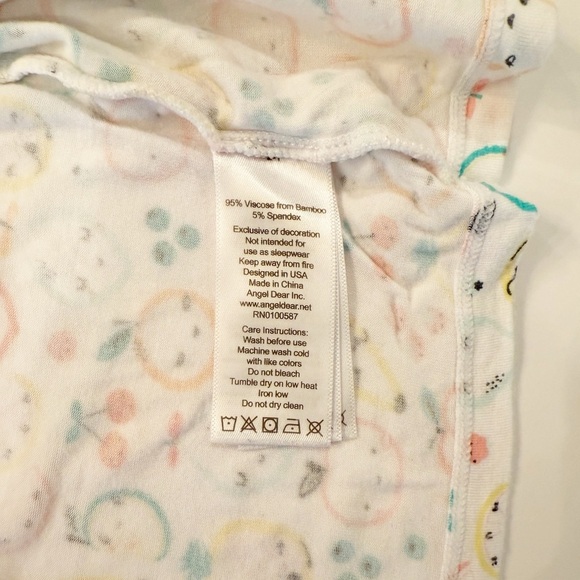 95% Viscose from Bamboo
5% Spandex
Exclusive of decoration
Not intended for
use as sleepwear
Keep away from fire
Designed in USA
Made in China
Angel Dear Inc.
www.angeldear.net
RN0100587
Care Instructions:
Wash before use
Machine wash cold
with like colors
Do not bleach
Tumble dry on low heat
Iron low
Do not dry clean